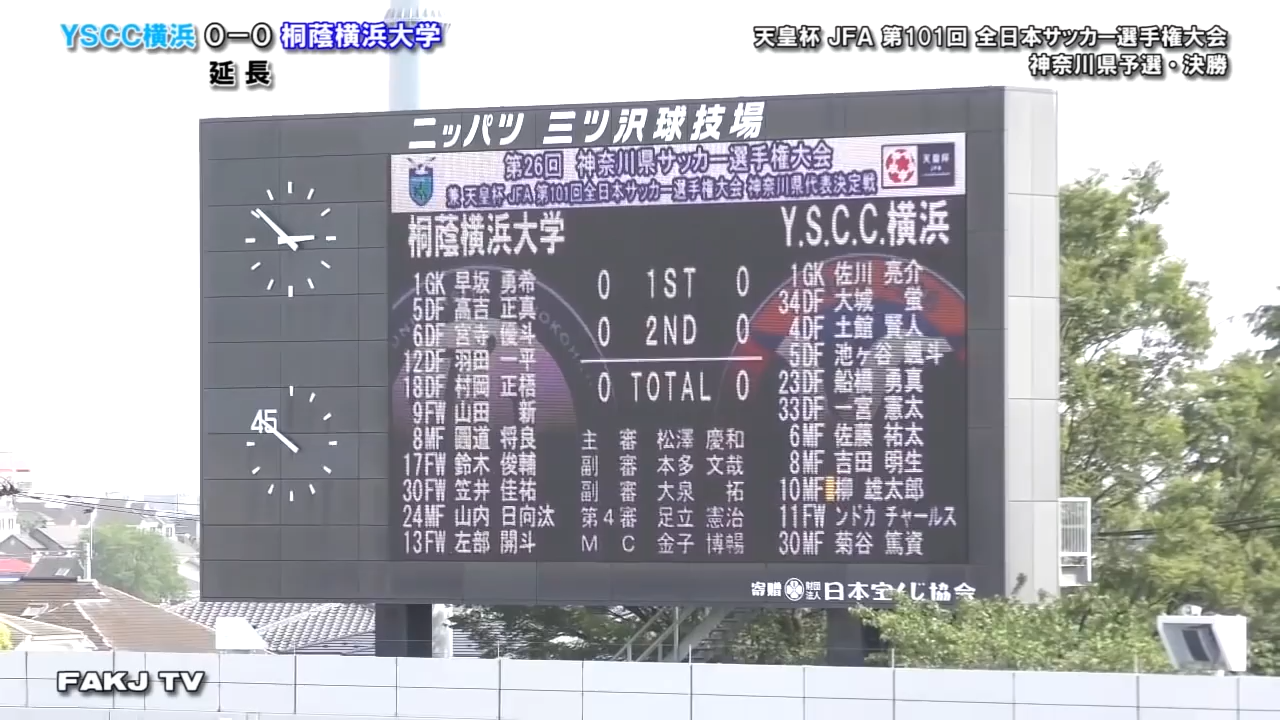 YSCC横浜 0-0 桐蔭横浜大学
延長
天皇杯 JFA 第101回 全日本サッカー選手権大会
神奈川県予選・決勝
ニッパツ 三ツ沢球技場
第26回 神奈川県サッカー選手権大会
兼 天皇杯 JFA 第101回全日本サッカー選手権大会 神奈川県代表決定戦
天皇杯
JFA
桐蔭横浜大学 Y.S.C.C.横浜
1GK 早坂 勇希
5DF 高吉 正真
6DF 宮寺 優斗
12DF 羽田 一平
18DF 村岡 正梧
9FW 山田 新
8MF 圓道 将良
17FW 鈴木 俊輔
30FW 笠井 佳祐
24MF 山内 日向汰
13FW 左部 開斗
0 1ST 0
0 2ND 0
0 TOTAL 0
主 審 松澤 慶和
副 審 本多 文哉
副 審 大泉 拓
第4審 足立 憲治
M C 金子 博暢
1GK 佐川 亮介
34DF 大城 蛍
4DF 土館 賢人
5DF 池ヶ谷 颯斗
23DF 船橋 勇真
33DF 一宮 憲太
6MF 佐藤 祐太
8MF 吉田 明生
10MF 柳 雄太郎
11FW ンドカ チャールス
30MF 菊谷 篤資
45
寄贈 財団法人 日本宝くじ協会
FAKJ TV